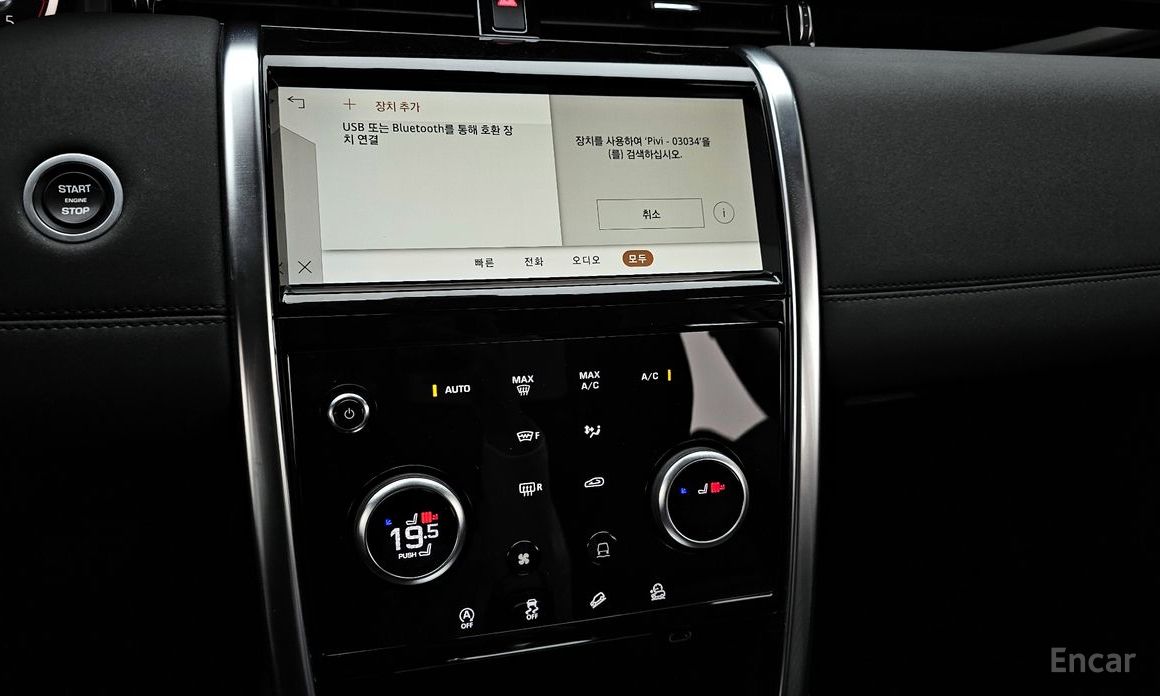 5
START
ENGINE
STOP
장치 추가
USB 또는 Bluetooth를 통해 호환 장
치 연결
장치를 사용하여 'Pivi - 03034'을
(를) 검색하십시오.
취소
i
빠른
전화
오디오
모두
AUTO
MAX
MAX
A/C
A/C
F
R
19.5
PUSH
A
OFF
OFF
Encar